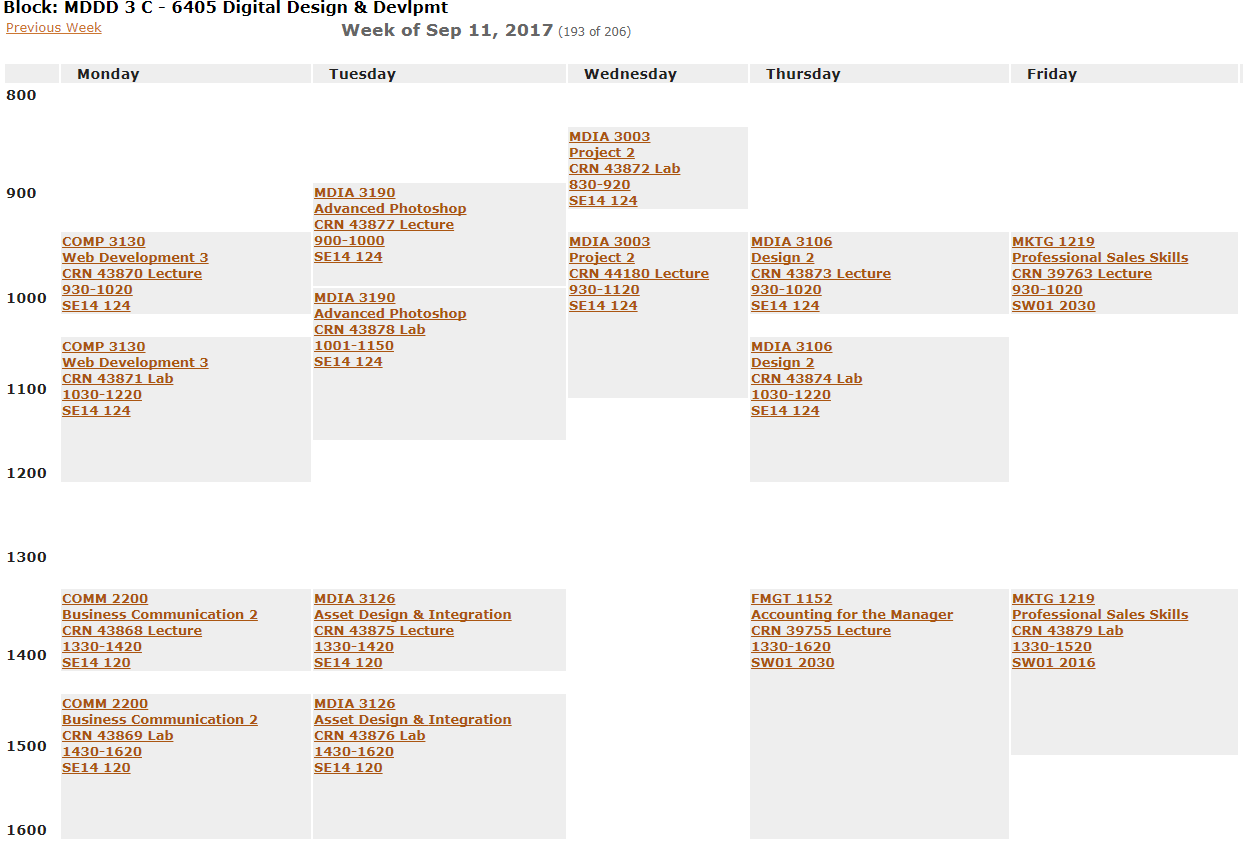 Block: MDDD 3 C - 6405 Digital Design & Devlpmt
Previous Week
Week of Sep 11, 2017 (193 of 206)
Monday
Tuesday
Wednesday
Thursday
Friday
800
900
1000
1100
1200
1300
1400
1500
1600
COMP 3130
Web Development 3
CRN 43870 Lecture
930-1020
SE14 124
COMP 3130
Web Development 3
CRN 43871 Lab
1030-1220
SE14 124
COMM 2200
Business Communication 2
CRN 43868 Lecture
1330-1420
SE14 120
COMM 2200
Business Communication 2
CRN 43869 Lab
1430-1620
SE14 120
MDIA 3190
Advanced Photoshop
CRN 43877 Lecture
900-1000
SE14 124
MDIA 3190
Advanced Photoshop
CRN 43878 Lab
1001-1150
SE14 124
MDIA 3126
Asset Design & Integration
CRN 43875 Lecture
1330-1420
SE14 120
MDIA 3126
Asset Design & Integration
CRN 43876 Lab
1430-1620
SE14 120
MDIA 3003
Project 2
CRN 43872 Lab
830-920
SE14 124
MDIA 3003
Project 2
CRN 44180 Lecture
930-1120
SE14 124
MDIA 3106
Design 2
CRN 43873 Lecture
930-1020
SE14 124
MDIA 3106
Design 2
CRN 43874 Lab
1030-1220
SE14 124
FMGT 1152
Accounting for the Manager
CRN 39755 Lecture
1330-1620
SW01 2030
MKTG 1219
Professional Sales Skills
CRN 39763 Lecture
930-1020
SW01 2030
MKTG 1219
Professional Sales Skills
CRN 43879 Lab
1330-1520
SW01 2016